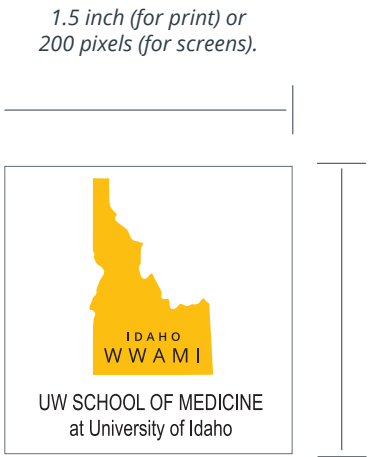 1.5 inch (for print) or
200 pixels (for screens).
IDAHO
WWAMI
UW SCHOOL OF MEDICINE
at University of Idaho